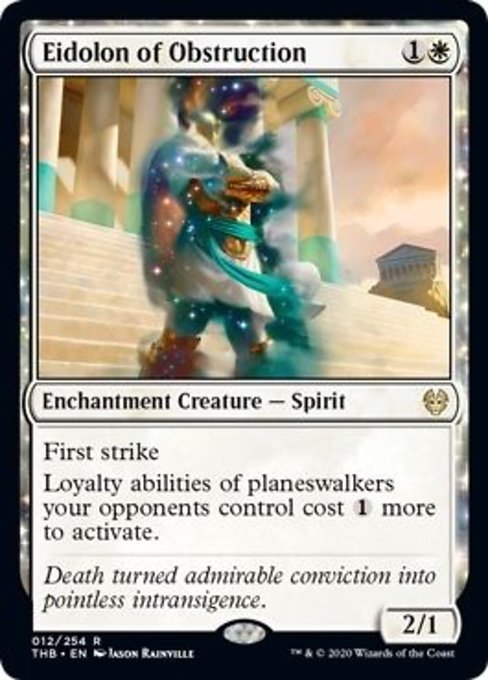 Eidolon of Obstruction 1
Enchantment Creature — Spirit
First strike
Loyalty abilities of planeswalkers
your opponents control cost 1 more
to activate.
Death turned admirable conviction into
pointless intransigence.
2/1
012/254 R
THB • EN Jason Rainville
™ & © 2020 Wizards of the Coast